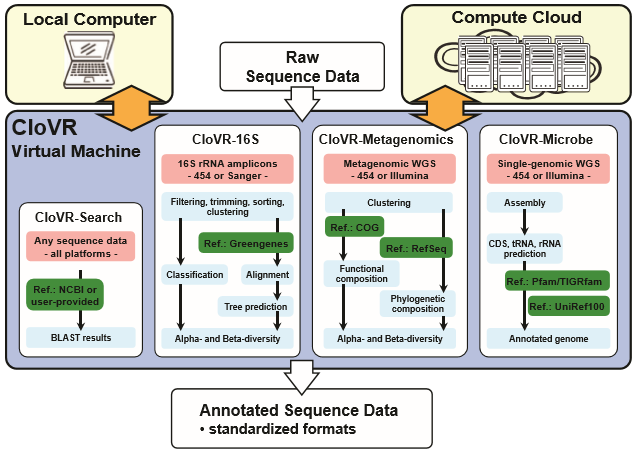 Local Computer
Compute Cloud
Raw
Sequence Data
CloVR
Virtual Machine
CloVR-Search
Any sequence data
- all platforms -
Ref.: NCBI or
user-provided
BLAST results
CloVR-16S
16S rRNA amplicons
- 454 or Sanger -
Filtering, trimming, sorting,
clustering
Ref.: Greengenes
Classification
Alignment
Tree prediction
Alpha- and Beta-diversity
CloVR-Metagenomics
Metagenomic WGS
- 454 or Illumina
Clustering
Ref.: COG
Ref.: RefSeq
Functional
composition
Phylogenetic
composition
Alpha- and Beta-diversity
CloVR-Microbe
Single-genomic WGS
- 454 or Illumina -
Assembly
CDS, tRNA, rRNA
prediction
Ref.: Pfam/TIGRfam
Ref.: UniRef100
Annotated genome
Annotated Sequence Data
• standardized formats